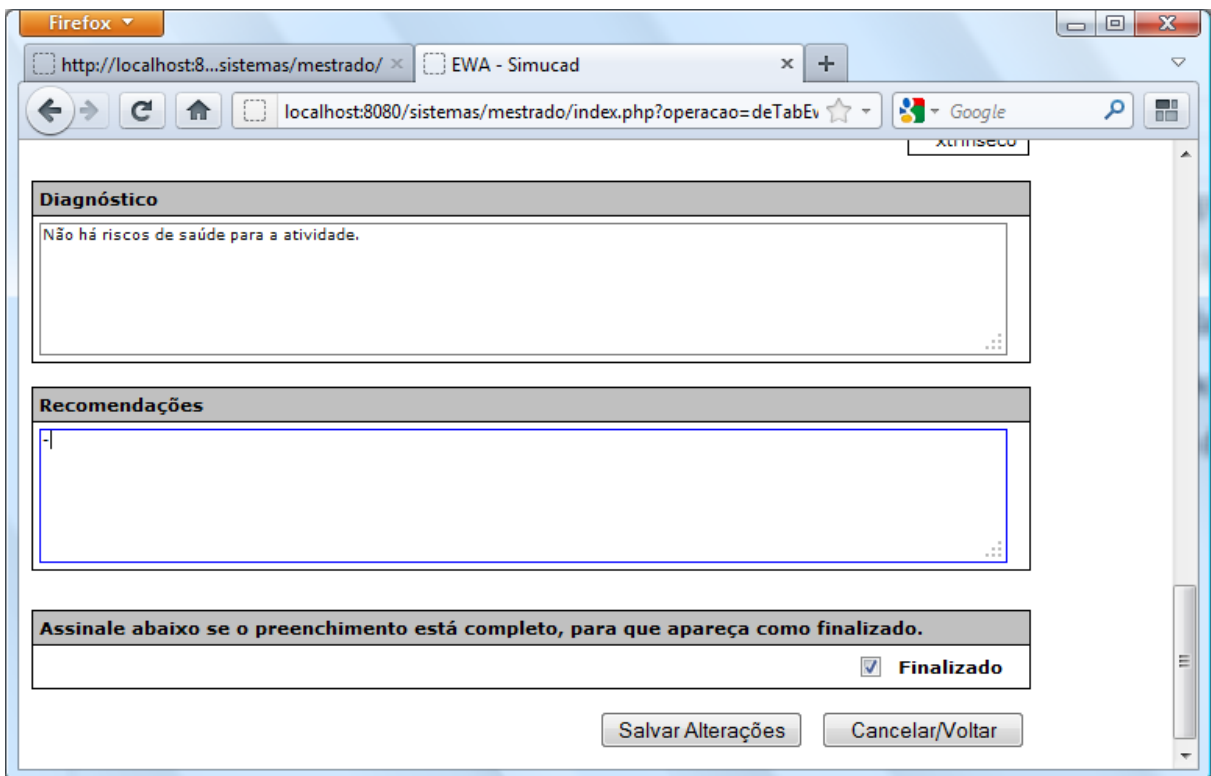 Firefox
http://localhost:8...sistemas/mestrado/
EWA - Simucad
localhost:8080/sistemas/mestrado/index.php?operacao=deTabEv
Google
xtrínseco
Diagnóstico
Não há riscos de saúde para a atividade.
Recomendações
-
Assinale abaixo se o preenchimento está completo, para que apareça como finalizado.
Finalizado
Salvar Alterações
Cancelar/Voltar